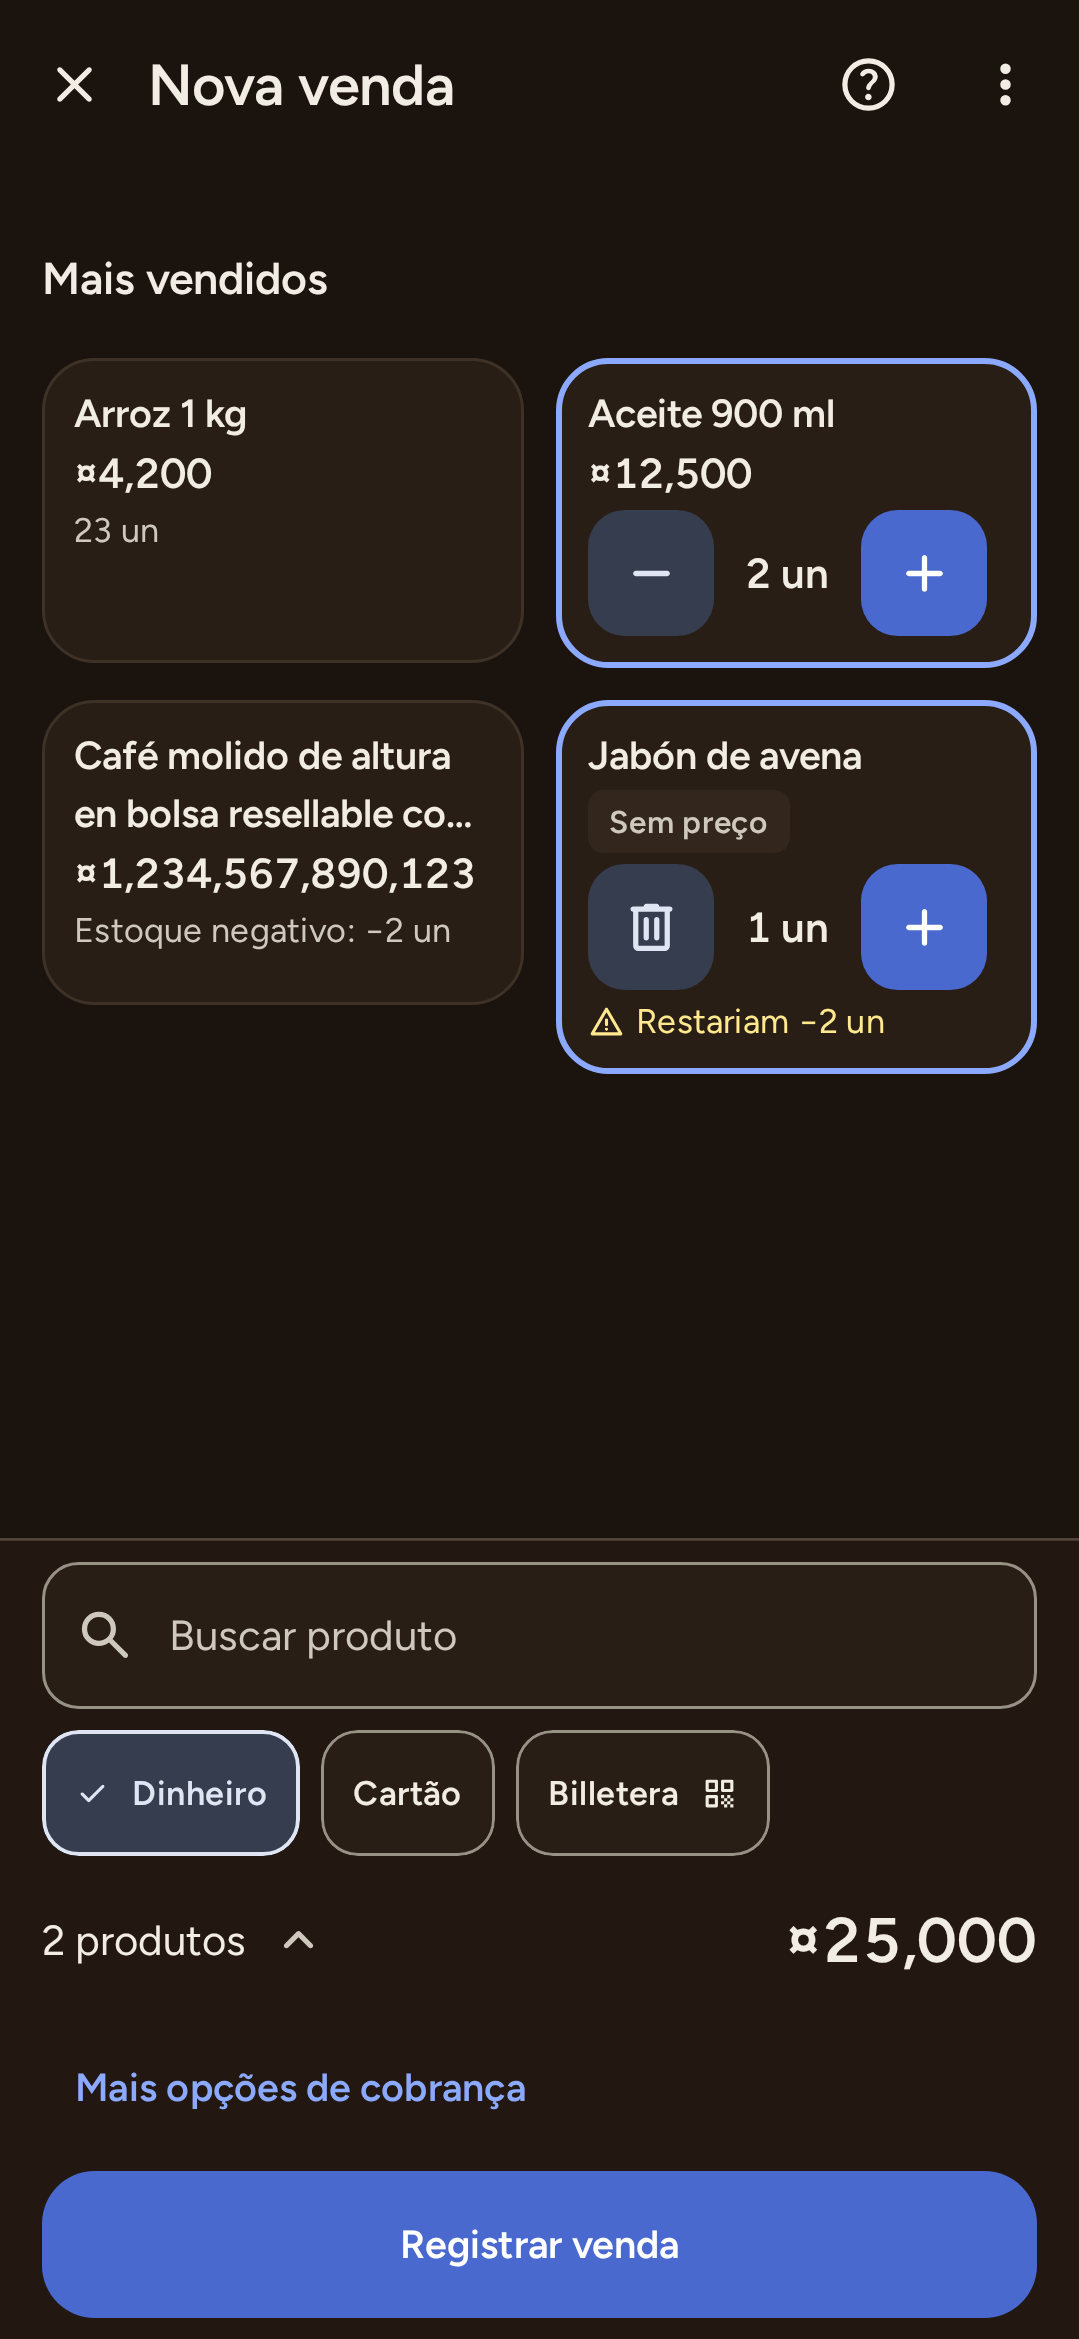 Nova venda
Mais vendidos
Arroz 1 kg
¤4,200
23 un
Aceite 900 ml
¤12,500
2 un
Café molido de altura
en bolsa resellable co...
¤1,234,567,890,123
Estoque negativo: −2 un
Jabón de avena
Sem preço
1 un
Restariam −2 un
Buscar produto
Dinheiro
Cartão
Billetera
2 produtos
¤25,000
Mais opções de cobrança
Registrar venda